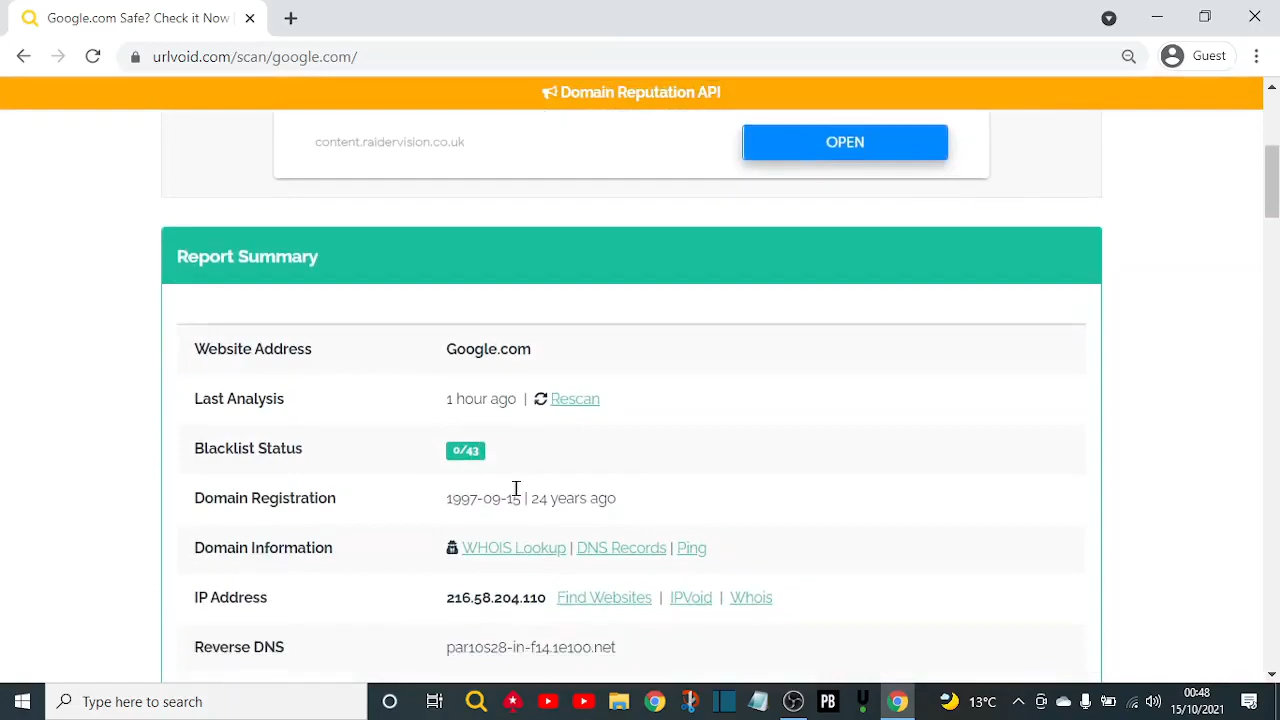 Google.com Safe? Check it Now
urlvoid.com/scan/google.com/
Guest
Domain Reputation API
content.raidervision.co.uk
OPEN
Report Summary
Website Address Google.com
Last Analysis 1 hour ago | Rescan
Blacklist Status 0/43
Domain Registration 1997-09-15 | 24 years ago
Domain Information WHOIS Lookup | DNS Records | Ping
IP Address 216.58.204.110 Find Websites | IPVoid | Whois
Reverse DNS par10s28-in-f14.1e100.net
Type here to search
PB
13°C
00:48
15/10/2021